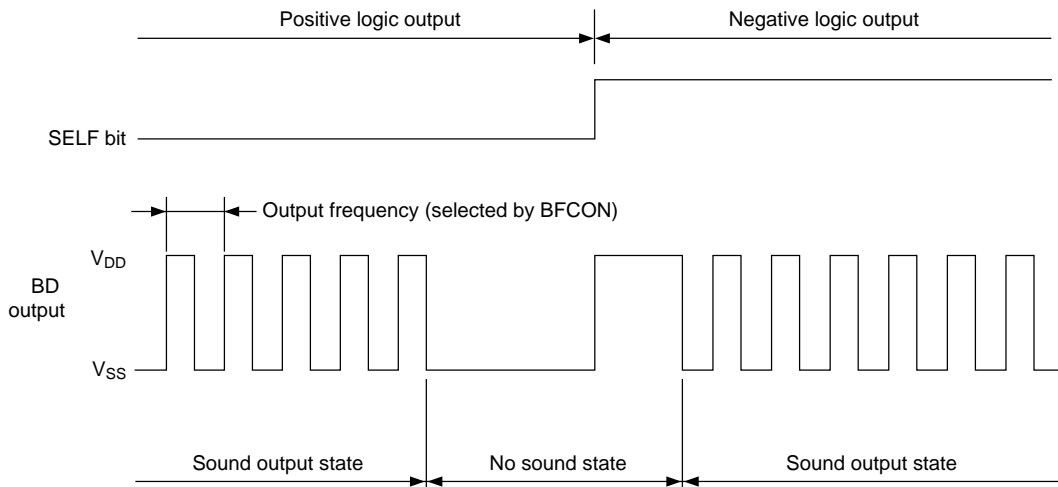 Positive logic output
Negative logic output
SELF bit
Output frequency (selected by BFCON)
VDD
BD
output
VSS
Sound output state
No sound state
Sound output state